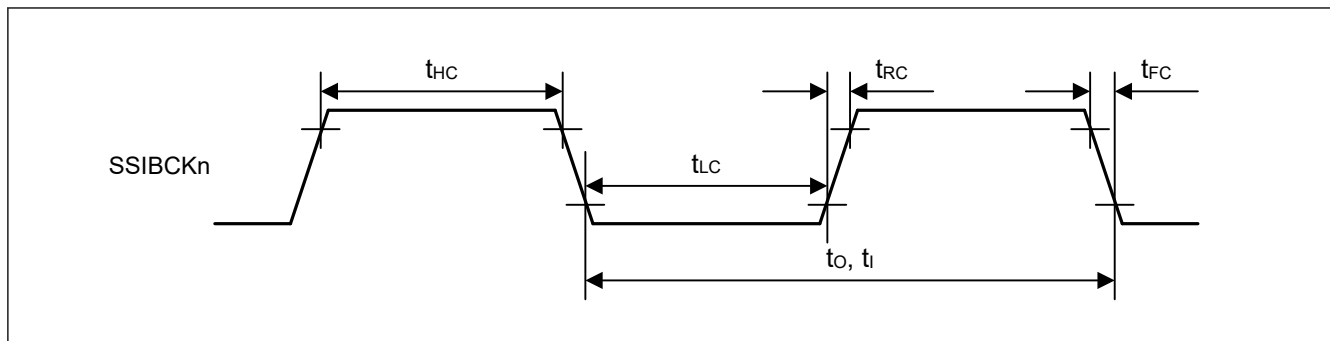 tHC
tRC
tFC
SSIBCKn
tLC
tO, tI